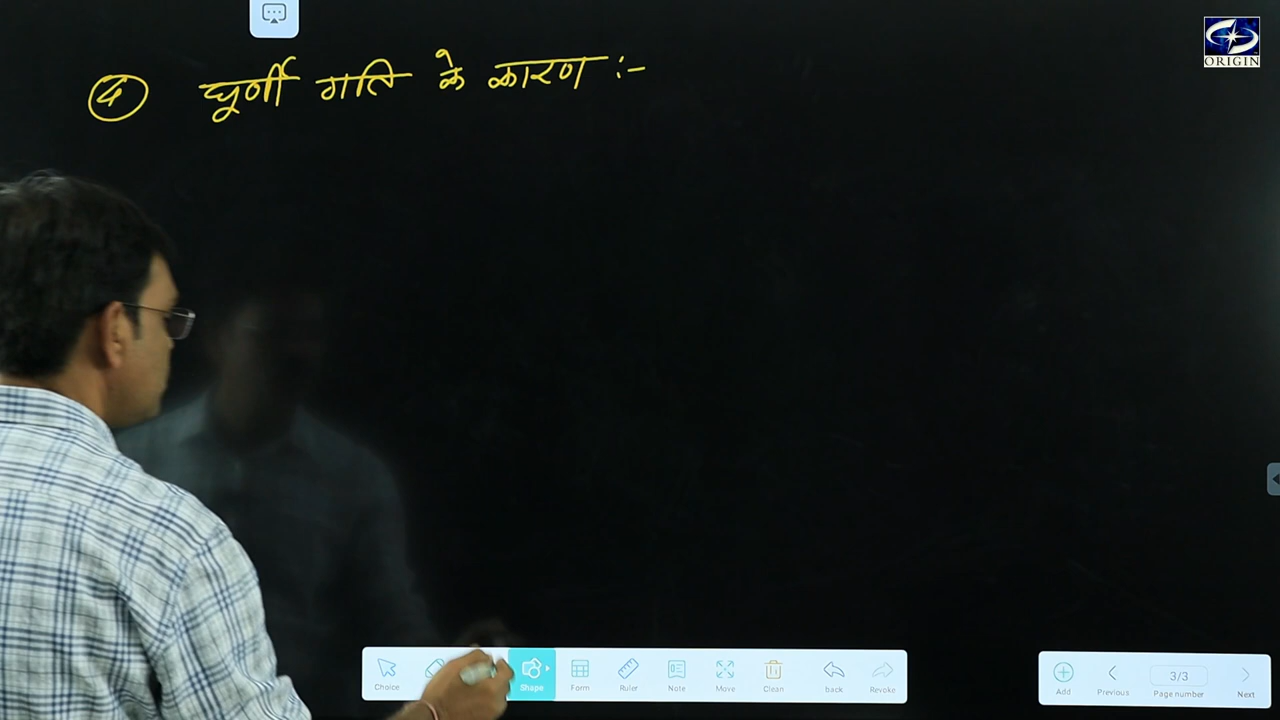 ④ घूर्णी गति के कारण :-
ORIGIN
Choice
Shape
Form
Ruler
Note
Move
Clean
back
Revoke
Add
Previous
3/3
Page number
Next